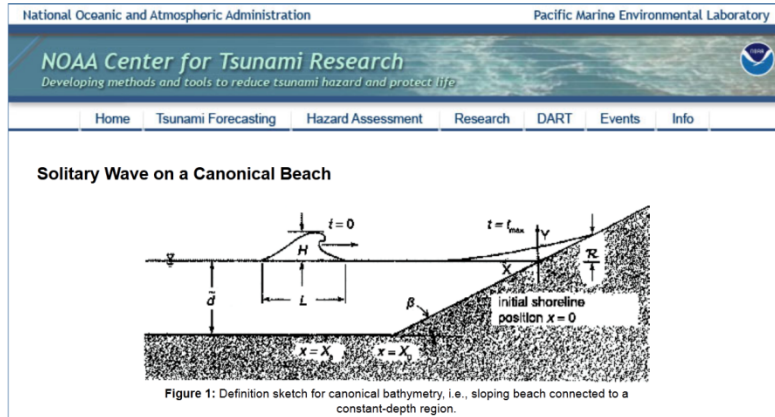 National Oceanic and Atmospheric Administration Pacific Marine Environmental Laboratory
NOAA Center for Tsunami Research
Developing methods and tools to reduce tsunami hazard and protect life
Home Tsunami Forecasting Hazard Assessment Research DART Events Info
Solitary Wave on a Canonical Beach
t=0
t=tmax
Y
H
R
X
d̃
L
β
initial shoreline
position x=0
x=X
x=X
Figure 1: Definition sketch for canonical bathymetry, i.e., sloping beach connected to a
constant-depth region.